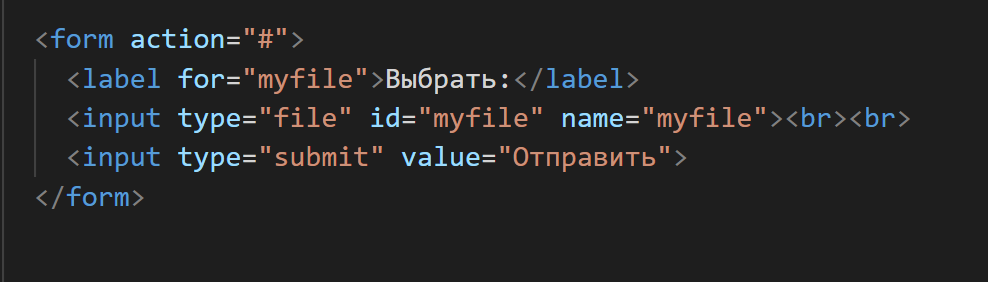 <form action="#">
<label for="myfile">Выбрать:</label>
<input type="file" id="myfile" name="myfile"><br><br>
<input type="submit" value="Отправить">
</form>